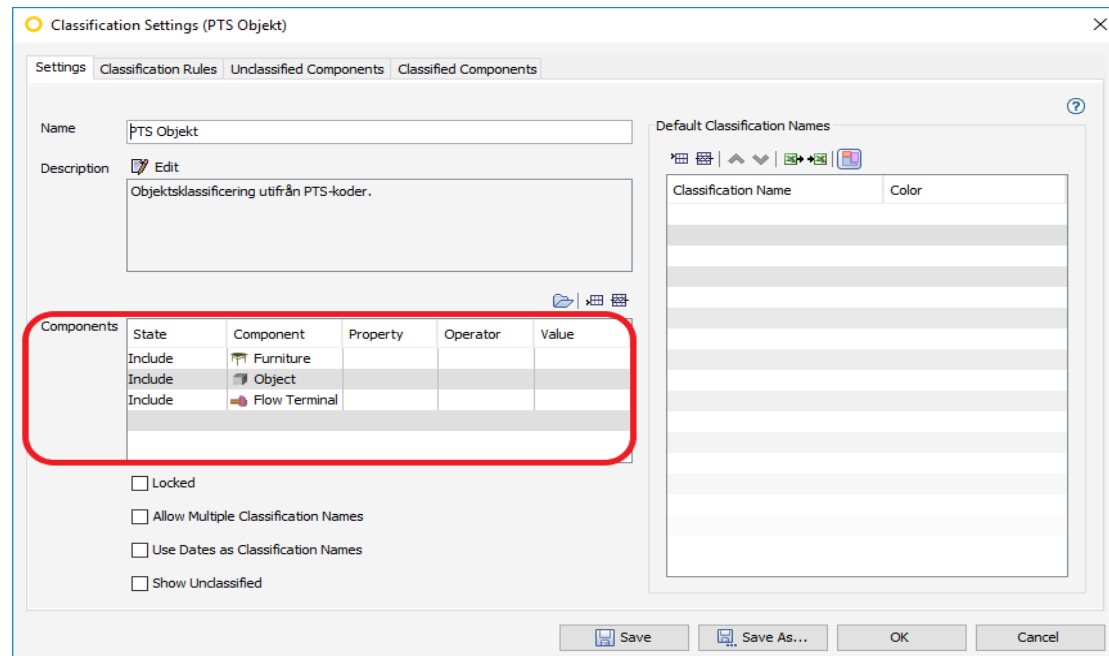 Classification Settings (PTS Objekt)
Settings Classification Rules Unclassified Components Classified Components
Name PTS Objekt
Description Edit
Objektsklassificering utifrån PTS-koder.
Components
State Component Property Operator Value
Include Furniture
Include Object
Include Flow Terminal
Locked
Allow Multiple Classification Names
Use Dates as Classification Names
Show Unclassified
Default Classification Names
Classification Name Color
Save Save As... OK Cancel